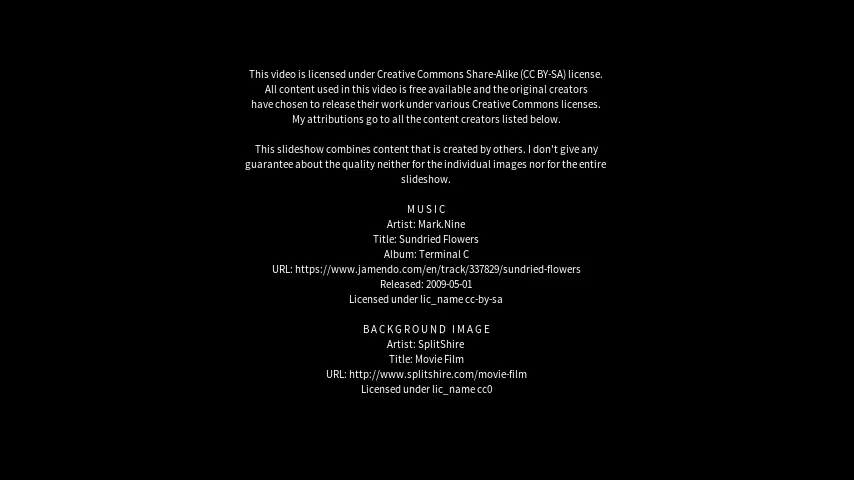 This video is licensed under Creative Commons Share-Alike (CC BY-SA) license.
All content used in this video is free available and the original creators
have chosen to release their work under various Creative Commons licenses.
My attributions go to all the content creators listed below.
This slideshow combines content that is created by others. I don't give any
guarantee about the quality neither for the individual images nor for the entire
slideshow.
MUSIC
Artist: Mark.Nine
Title: Sundried Flowers
Album: Terminal C
URL: https://www.jamendo.com/en/track/337829/sundried-flowers
Released: 2009-05-01
Licensed under lic_name cc-by-sa
BACKGROUND IMAGE
Artist: SplitShire
Title: Movie Film
URL: http://www.splitshire.com/movie-film
Licensed under lic_name cc0